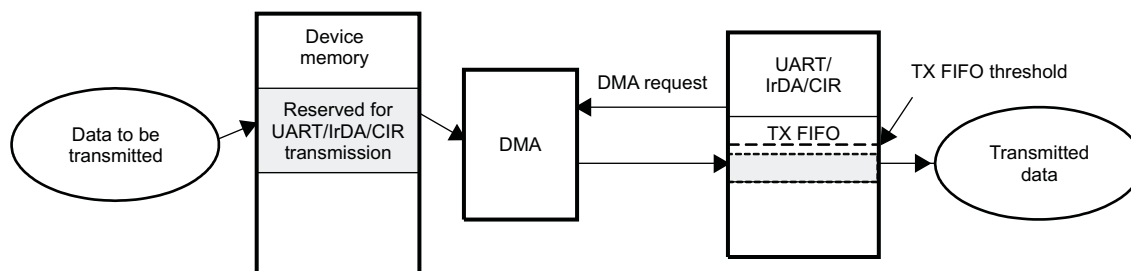 Data to be
transmitted
Device
memory
Reserved for
UART/IrDA/CIR
transmission
DMA
DMA request
UART/
IrDA/CIR
TX FIFO
TX FIFO threshold
Transmitted
data